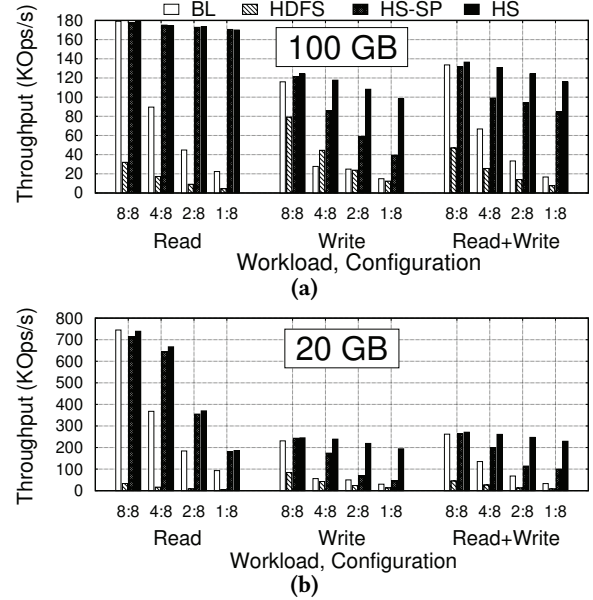 BL HDFS HS-SP HS
Throughput (KOps/s)
180
160
140
120
100
80
60
40
20
0
100 GB
8:8 4:8 2:8 1:8 8:8 4:8 2:8 1:8 8:8 4:8 2:8 1:8
Read Write Read+Write
Workload, Configuration
(a)
Throughput (KOps/s)
800
700
600
500
400
300
200
100
0
20 GB
8:8 4:8 2:8 1:8 8:8 4:8 2:8 1:8 8:8 4:8 2:8 1:8
Read Write Read+Write
Workload, Configuration
(b)